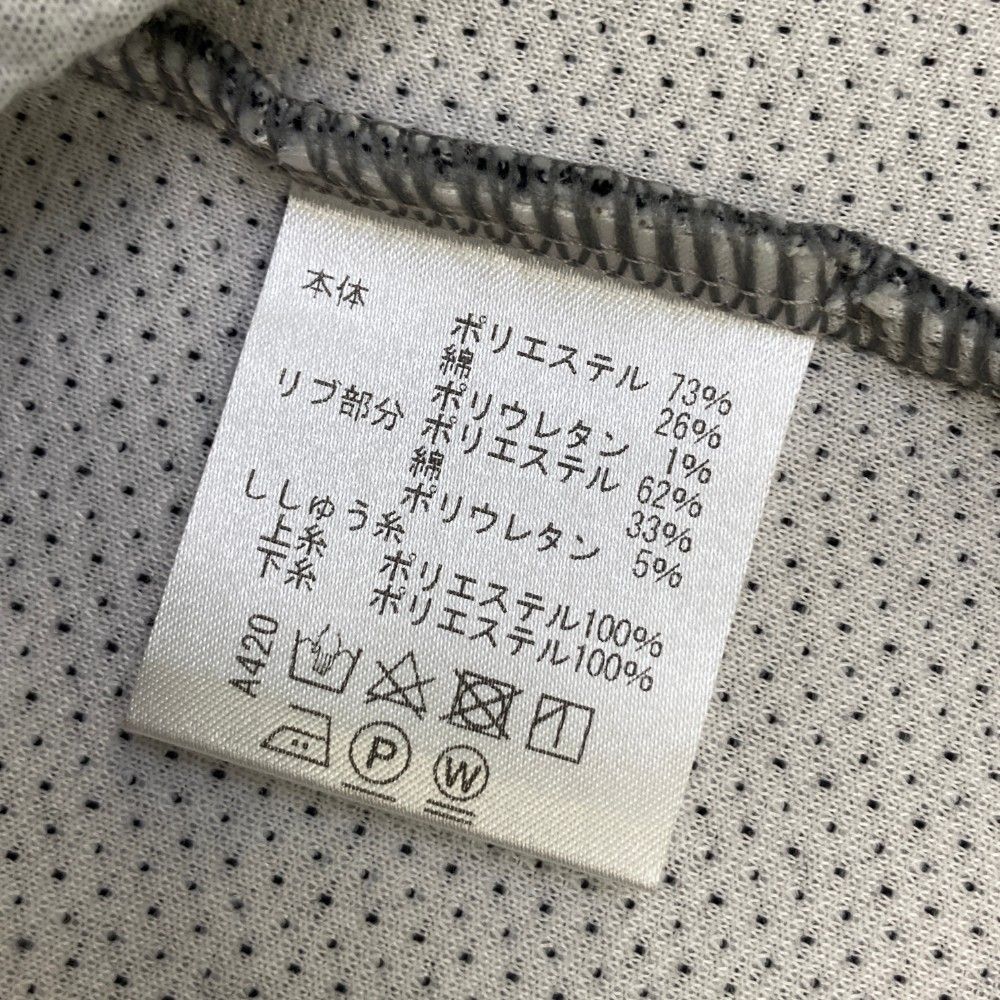 本体 ポリエステル 73%
綿 26%
ポリウレタン 1%
リブ部分 ポリエステル 62%
綿 33%
ポリウレタン 5%
ししゅう糸
上糸 ポリエステル100%
下糸 ポリエステル100%
A420
P
W